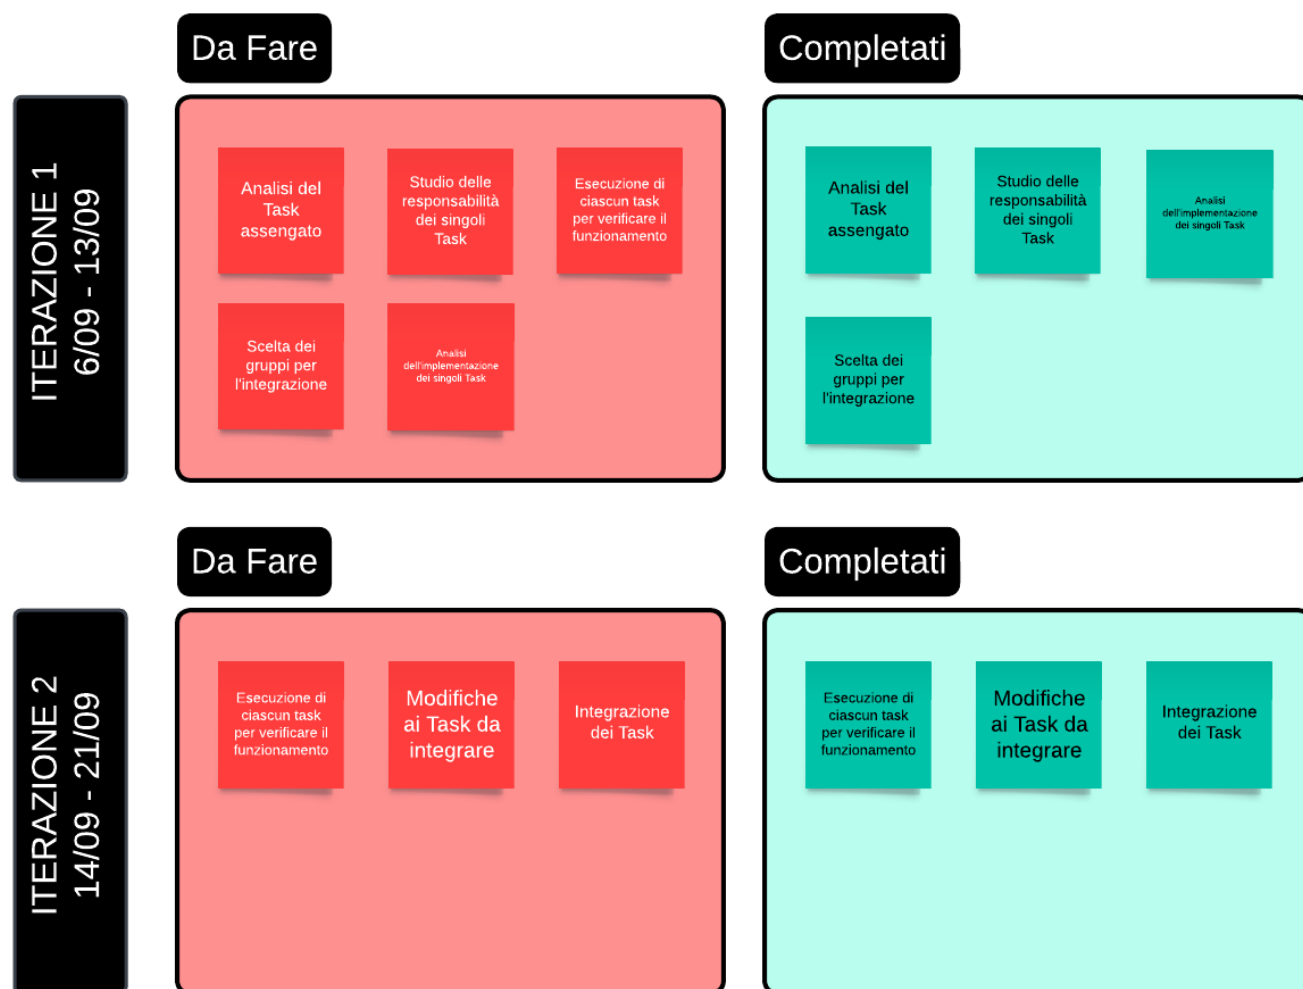 Da Fare
Completati
ITERAZIONE 1
6/09 - 13/09
Analisi del
Task
assengato
Studio delle
responsabilità
dei singoli
Task
Esecuzione di
ciascun task
per verificare il
funzionamento
Scelta dei
gruppi per
l'integrazione
Analisi
dell'implementazione
dei singoli Task
Analisi del
Task
assengato
Studio delle
responsabilità
dei singoli
Task
Analisi
dell'implementazione
dei singoli Task
Scelta dei
gruppi per
l'integrazione
Da Fare
Completati
ITERAZIONE 2
14/09 - 21/09
Esecuzione di
ciascun task
per verificare il
funzionamento
Modifiche
ai Task da
integrare
Integrazione
dei Task
Esecuzione di
ciascun task
per verificare il
funzionamento
Modifiche
ai Task da
integrare
Integrazione
dei Task